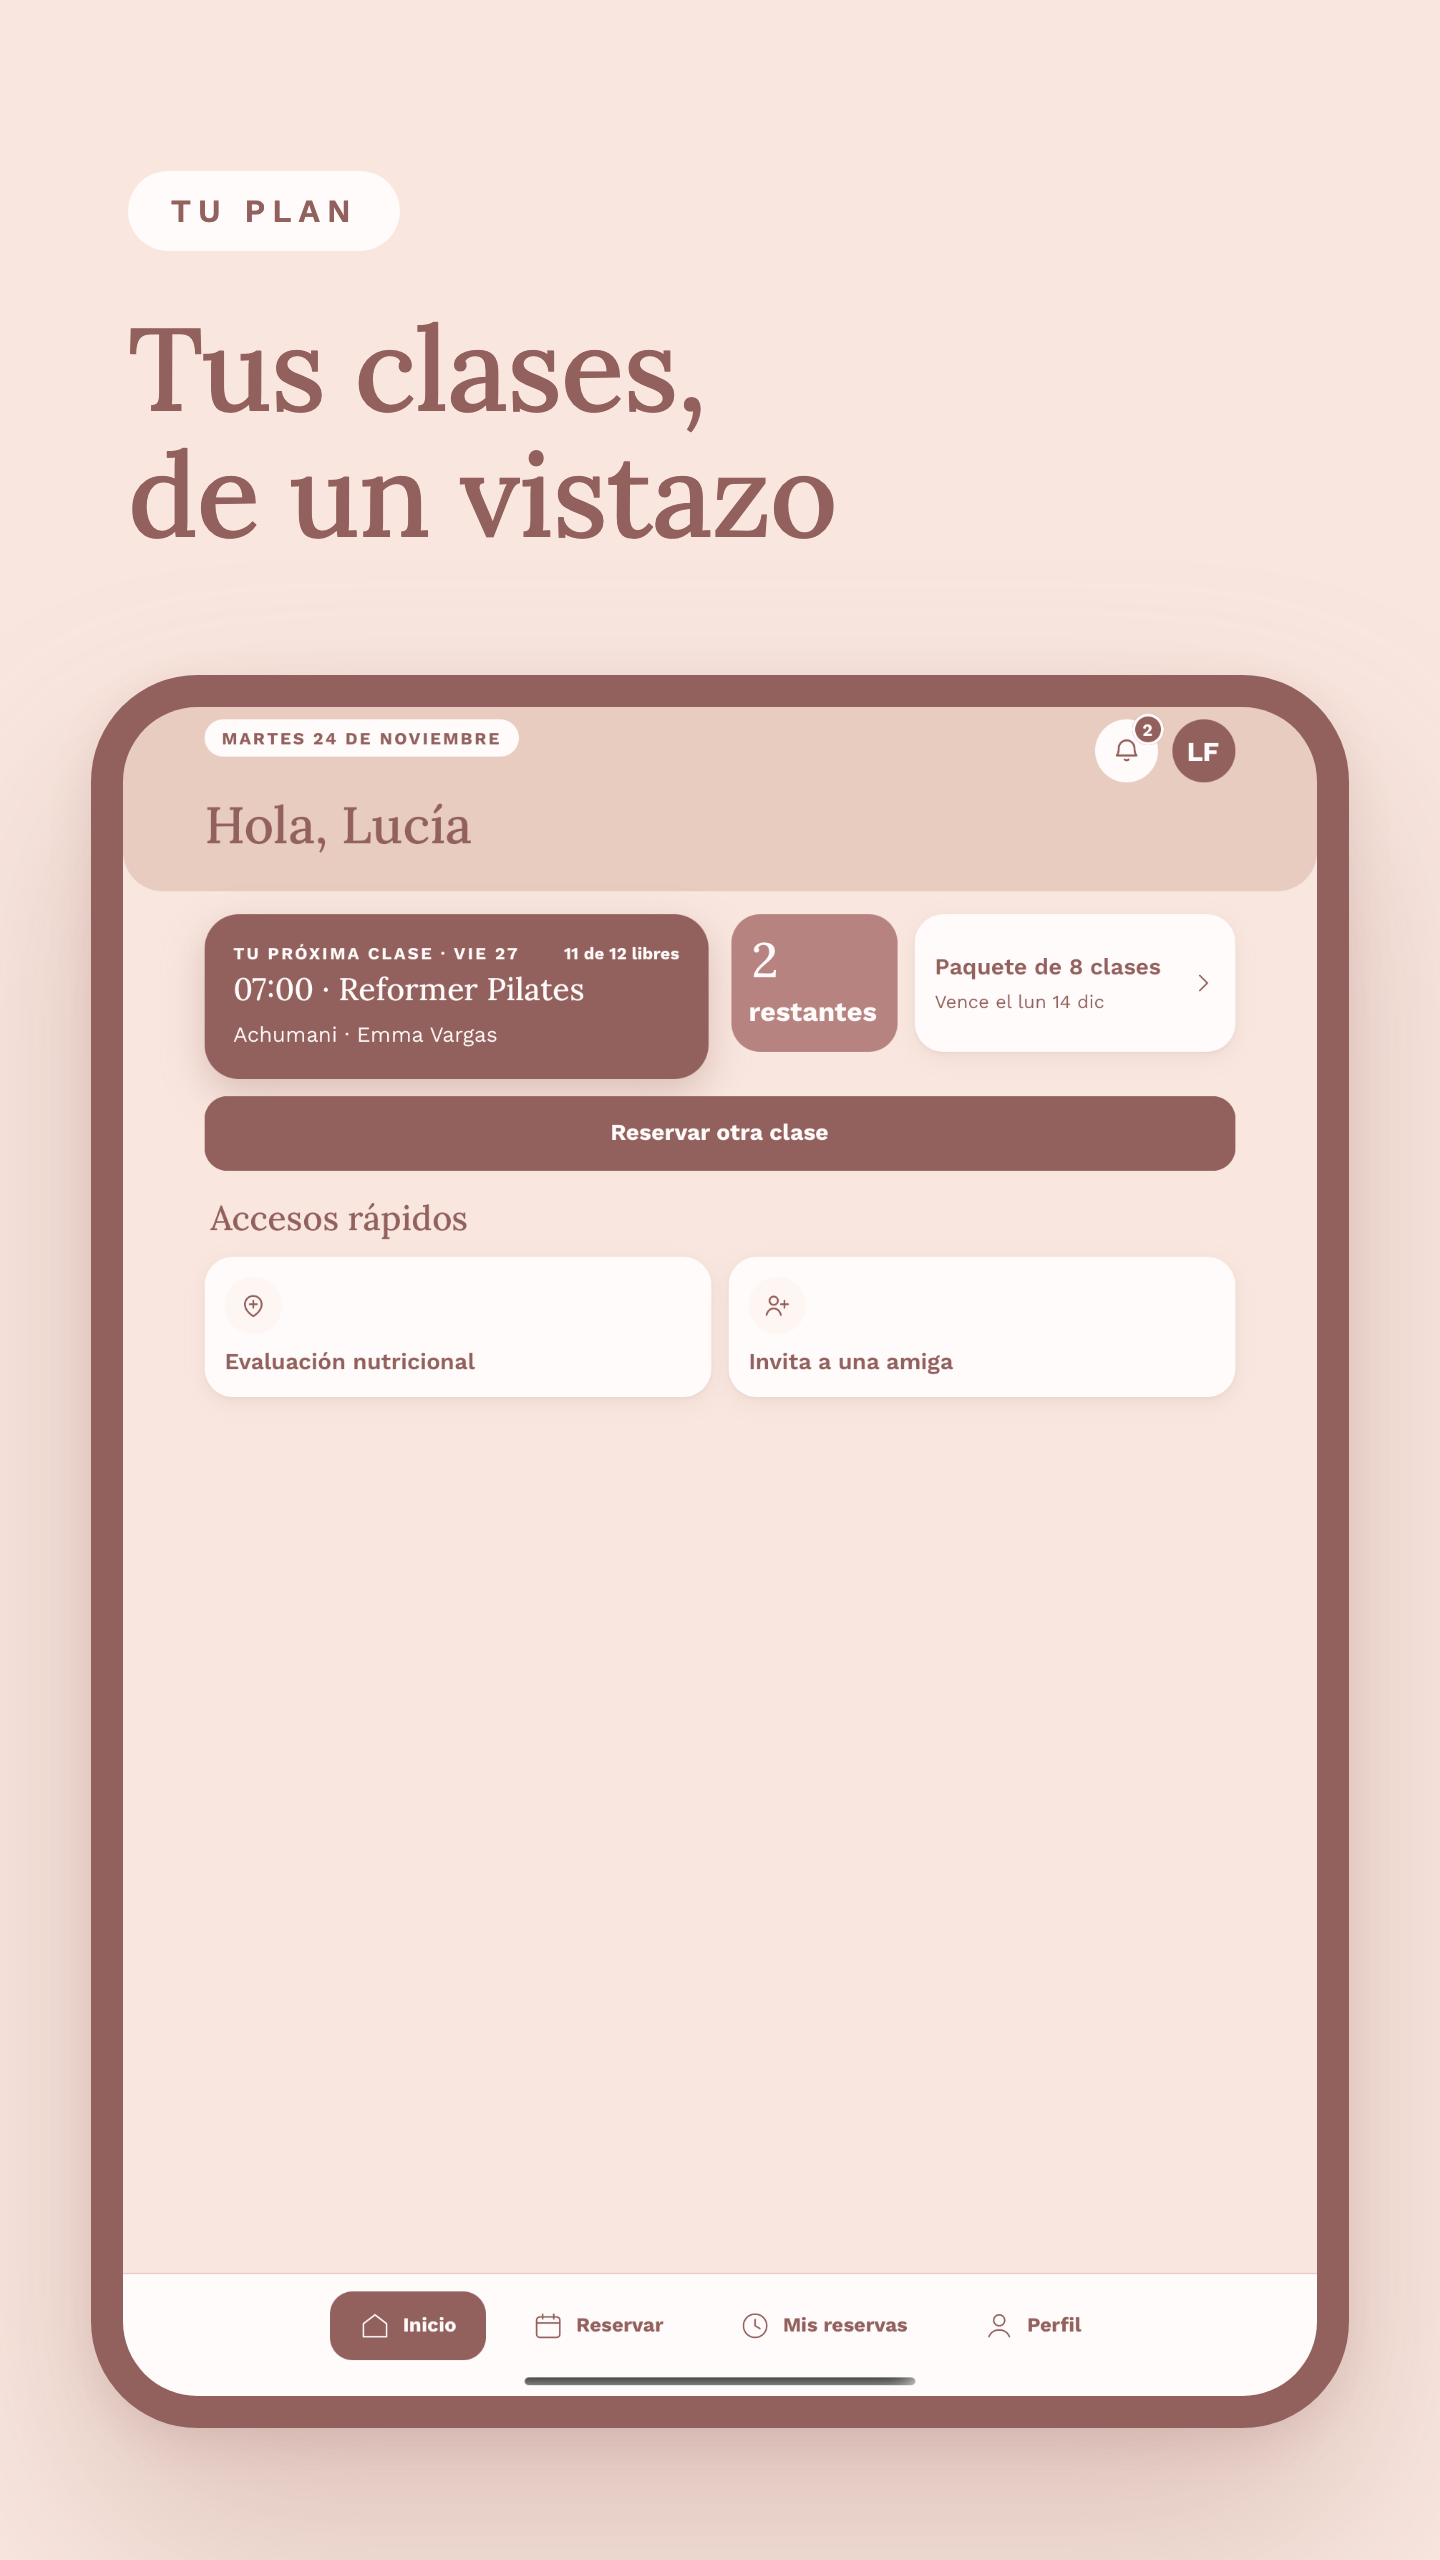 TU PLAN
Tus clases,
de un vistazo
MARTES 24 DE NOVIEMBRE
2
LF
Hola, Lucía
TU PRÓXIMA CLASE · VIE 27
11 de 12 libres
07:00 · Reformer Pilates
Achumani · Emma Vargas
2
restantes
Paquete de 8 clases
Vence el lun 14 dic
Reservar otra clase
Accesos rápidos
Evaluación nutricional
Invita a una amiga
Inicio
Reservar
Mis reservas
Perfil